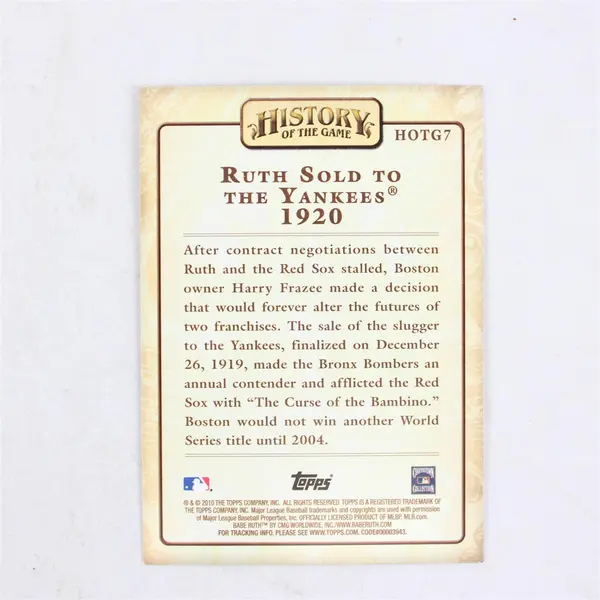 HISTORY
OF THE GAME
HOTG7
RUTH SOLD TO
THE YANKEES®
1920
After contract negotiations between
Ruth and the Red Sox stalled, Boston
owner Harry Frazee made a decision
that would forever alter the futures of
two franchises. The sale of the slugger
to the Yankees, finalized on December
26, 1919, made the Bronx Bombers an
annual contender and afflicted the Red
Sox with “The Curse of the Bambino.”
Boston would not win another World
Series title until 2004.
Topps
® & © 2010 THE TOPPS COMPANY, INC. ALL RIGHTS RESERVED. TOPPS IS A REGISTERED TRADEMARK OF
THE TOPPS COMPANY, INC. Major League Baseball trademarks and copyrights are used with permission
of Major League Baseball Properties, Inc. OFFICIALLY LICENSED PRODUCT OF MLBP. MLB.com.
BABE RUTH™ BY CMG WORLDWIDE, INC./WWW.BABERUTH.COM
FOR TRACKING INFO, PLEASE SEE WWW.TOPPS.COM. CODE#00003943.